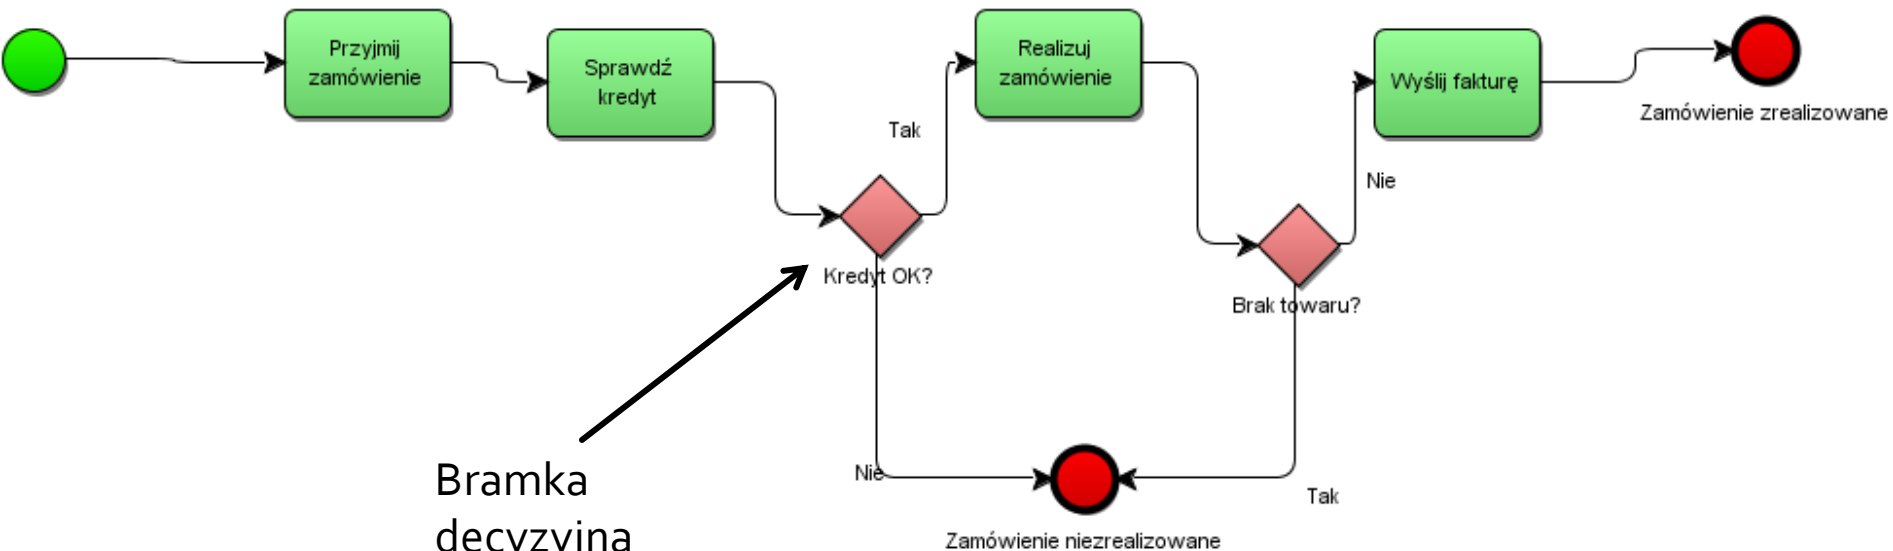 Przyjmij
zamówienie
Sprawdź
kredyt
Realizuj
zamówienie
Wyślij fakturę
Zamówienie zrealizowane
Tak
Nie
Kredyt OK?
Brak towaru?
Bramka
decyzyjna
Nie
Tak
Zamówienie niezrealizowane